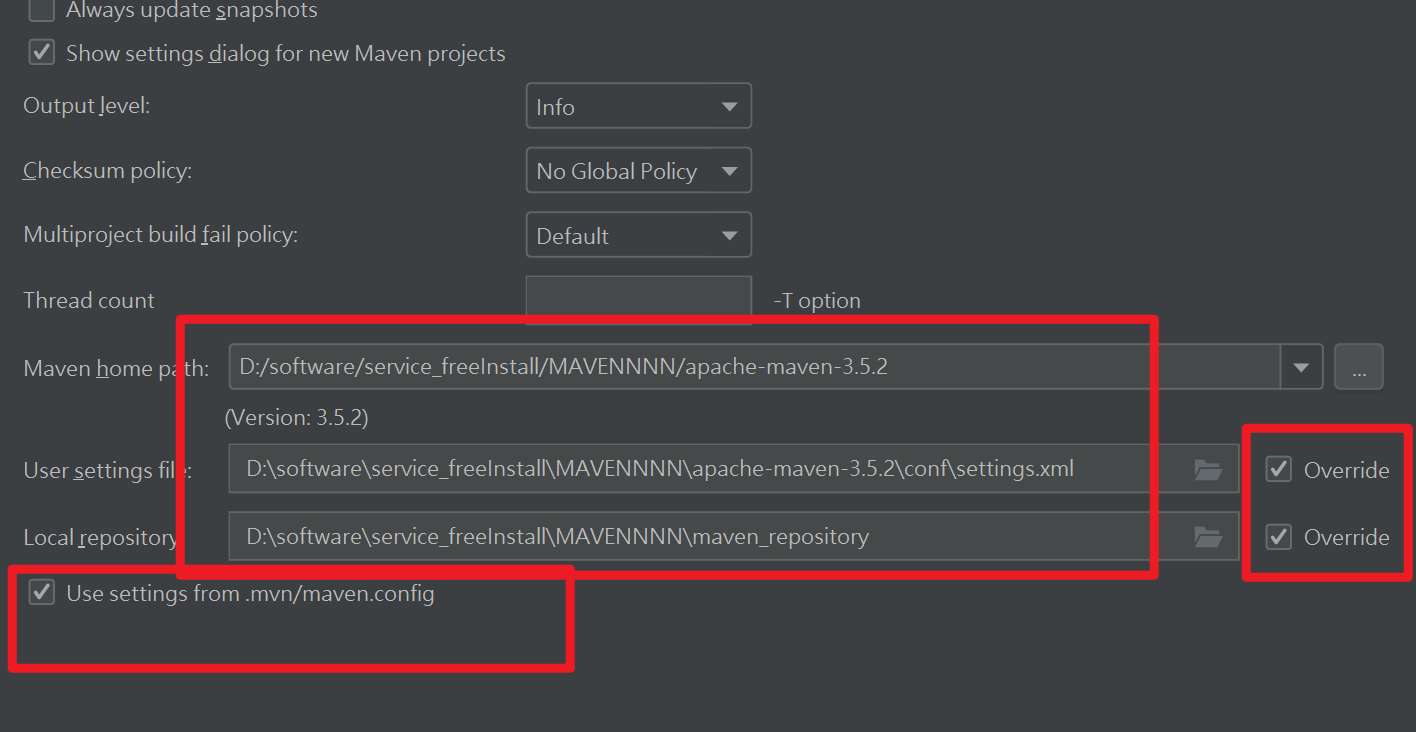 Always update snapshots
Show settings dialog for new Maven projects
Output level: Info
Checksum policy: No Global Policy
Multiproject build fail policy: Default
Thread count -T option
Maven home path: D:/software/service_freeInstall/MAVENNNN/apache-maven-3.5.2 ...
(Version: 3.5.2)
User settings file: D:\software\service_freeInstall\MAVENNNN\apache-maven-3.5.2\conf\settings.xml Override
Local repository D:\software\service_freeInstall\MAVENNNN\maven_repository Override
Use settings from .mvn/maven.config